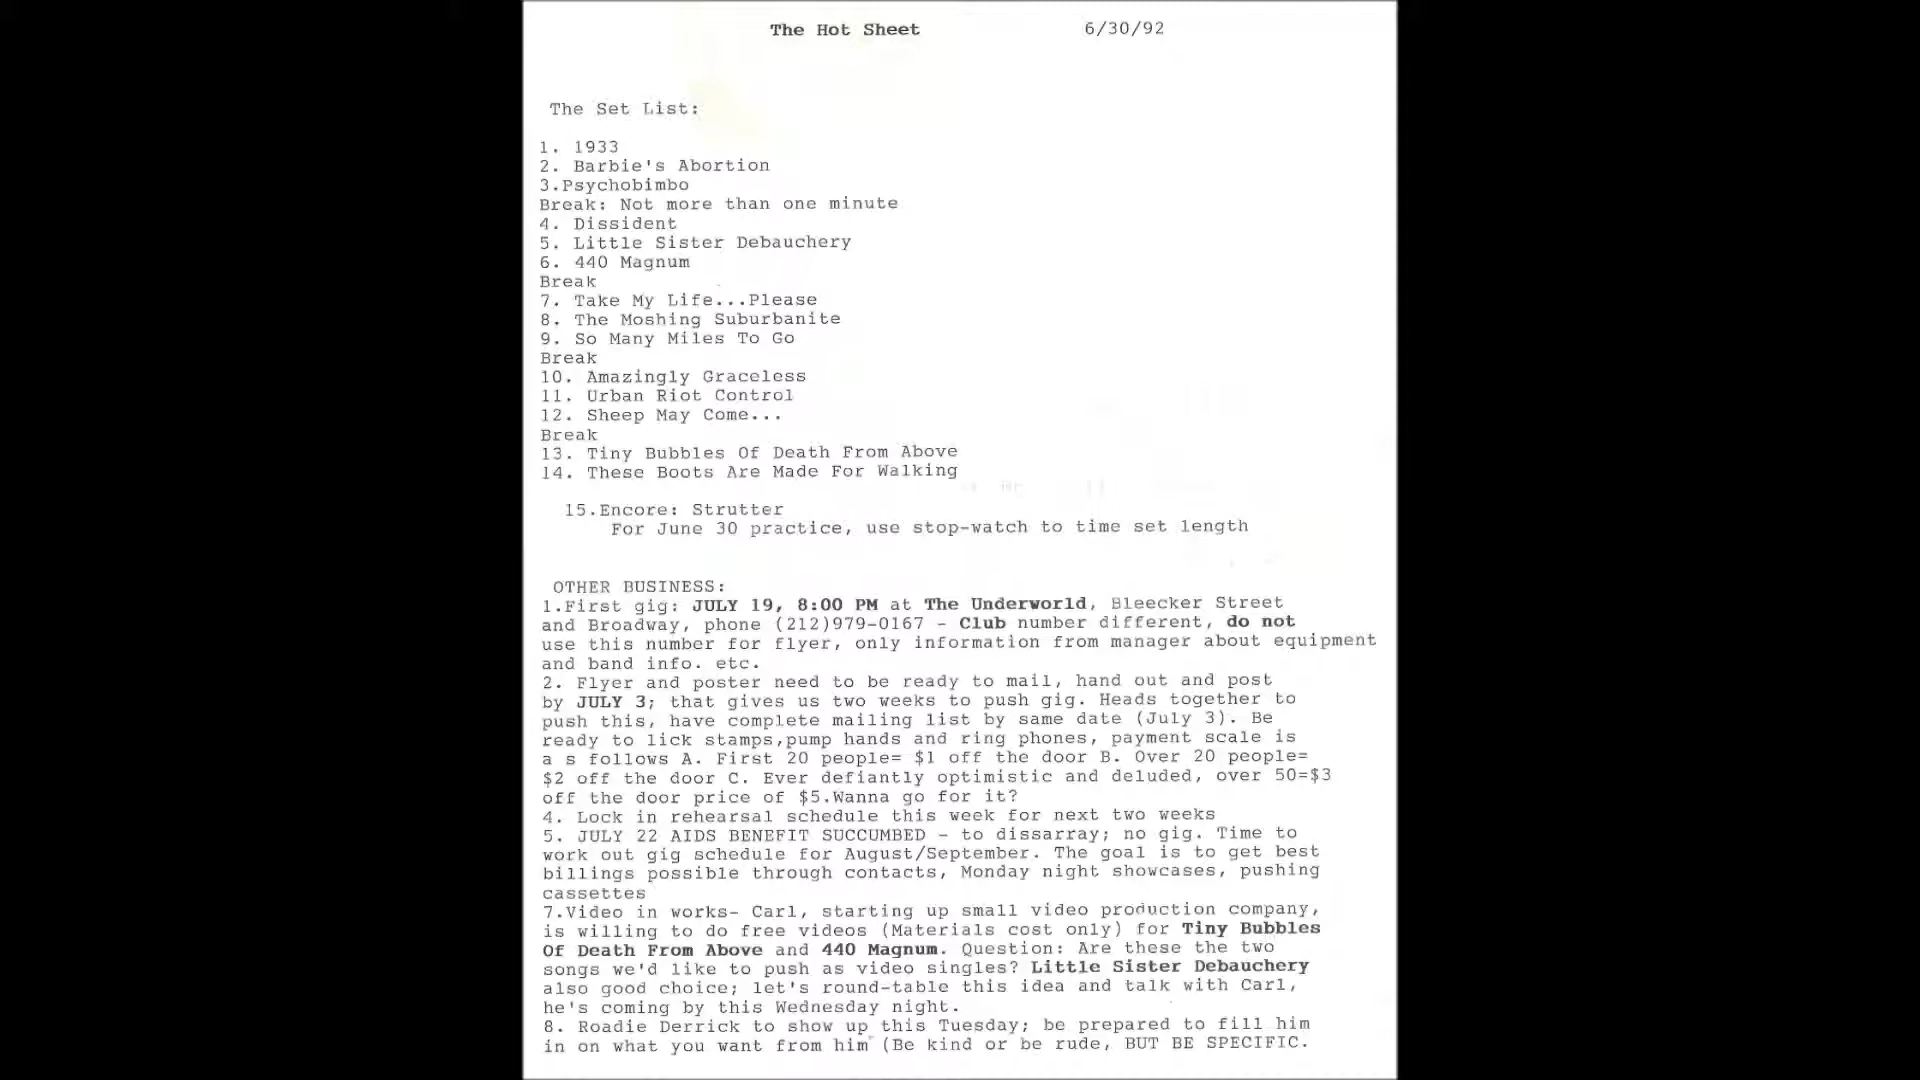 The Hot Sheet 6/30/92
The Set List:
1. 1933
2. Barbie's Abortion
3.Psychobimbo
Break: Not more than one minute
4. Dissident
5. Little Sister Debauchery
6. 440 Magnum
Break
7. Take My Life...Please
8. The Moshing Suburbanite
9. So Many Miles To Go
Break
10. Amazingly Graceless
11. Urban Riot Control
12. Sheep May Come...
Break
13. Tiny Bubbles Of Death From Above
14. These Boots Are Made For Walking
15.Encore: Strutter
For June 30 practice, use stop-watch to time set length
OTHER BUSINESS:
1.First gig: JULY 19, 8:00 PM at The Underworld, Bleecker Street
and Broadway, phone (212)979-0167 - Club number different, do not
use this number for flyer, only information from manager about equipment
and band info. etc.
2. Flyer and poster need to be ready to mail, hand out and post
by JULY 3; that gives us two weeks to push gig. Heads together to
push this, have complete mailing list by same date (July 3). Be
ready to lick stamps,pump hands and ring phones, payment scale is
a s follows A. First 20 people= $1 off the door B. Over 20 people=
$2 off the door C. Ever defiantly optimistic and deluded, over 50=$3
off the door price of $5.Wanna go for it?
4. Lock in rehearsal schedule this week for next two weeks
5. JULY 22 AIDS BENEFIT SUCCUMBED - to dissarray; no gig. Time to
work out gig schedule for August/September. The goal is to get best
billings possible through contacts, Monday night showcases, pushing
cassettes
7.Video in works- Carl, starting up small video production company,
is willing to do free videos (Materials cost only) for Tiny Bubbles
Of Death From Above and 440 Magnum. Question: Are these the two
songs we'd like to push as video singles? Little Sister Debauchery
also good choice; let's round-table this idea and talk with Carl,
he's coming by this Wednesday night.
8. Roadie Derrick to show up this Tuesday; be prepared to fill him
in on what you want from him (Be kind or be rude, BUT BE SPECIFIC.